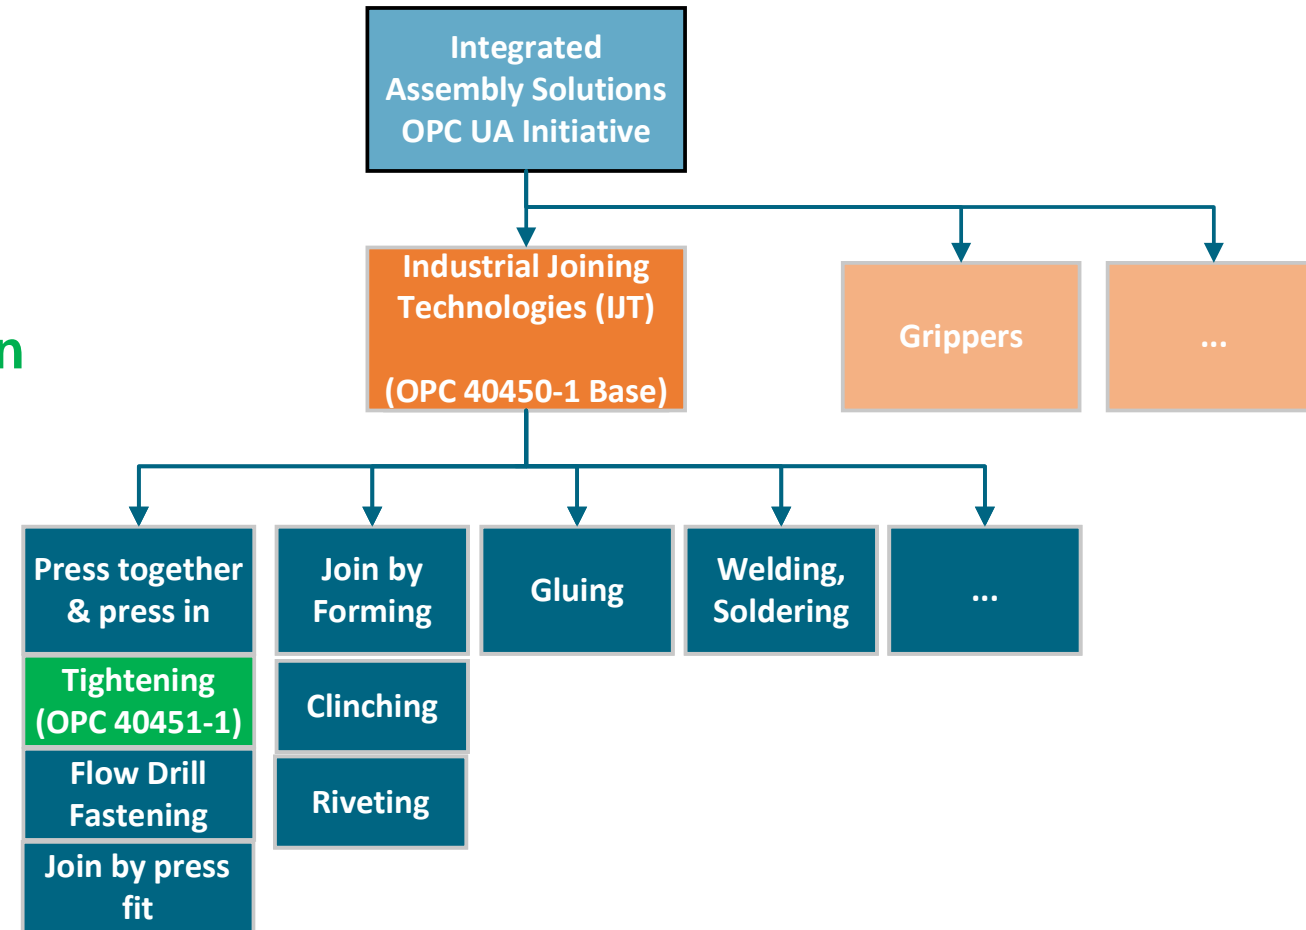 Integrated
Assembly Solutions
OPC UA Initiative
Industrial Joining
Technologies (IJT)
(OPC 40450-1 Base)
Grippers
...
n
Press together
& press in
Join by
Forming
Gluing
Welding,
Soldering
...
Tightening
(OPC 40451-1)
Clinching
Flow Drill
Fastening
Riveting
Join by press
fit